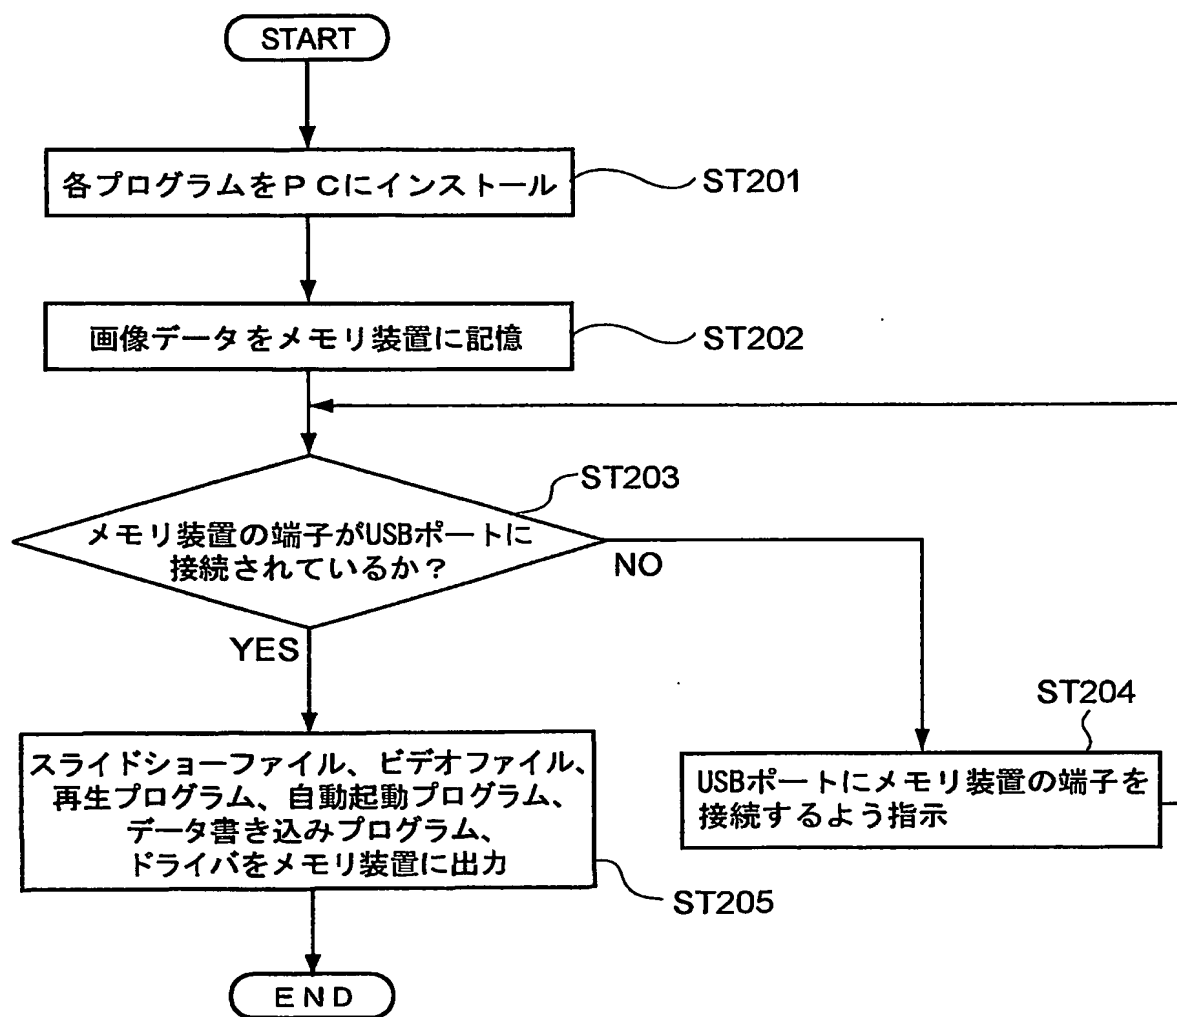 START
各プログラムをPCにインストール
ST201
画像データをメモリ装置に記憶
ST202
ST203
メモリ装置の端子がUSBポートに
接続されているか?
NO
YES
ST204
スライドショーファイル、ビデオファイル、
再生プログラム、自動起動プログラム、
データ書き込みプログラム、
ドライバをメモリ装置に出力
USBポートにメモリ装置の端子を
接続するよう指示
ST205
END